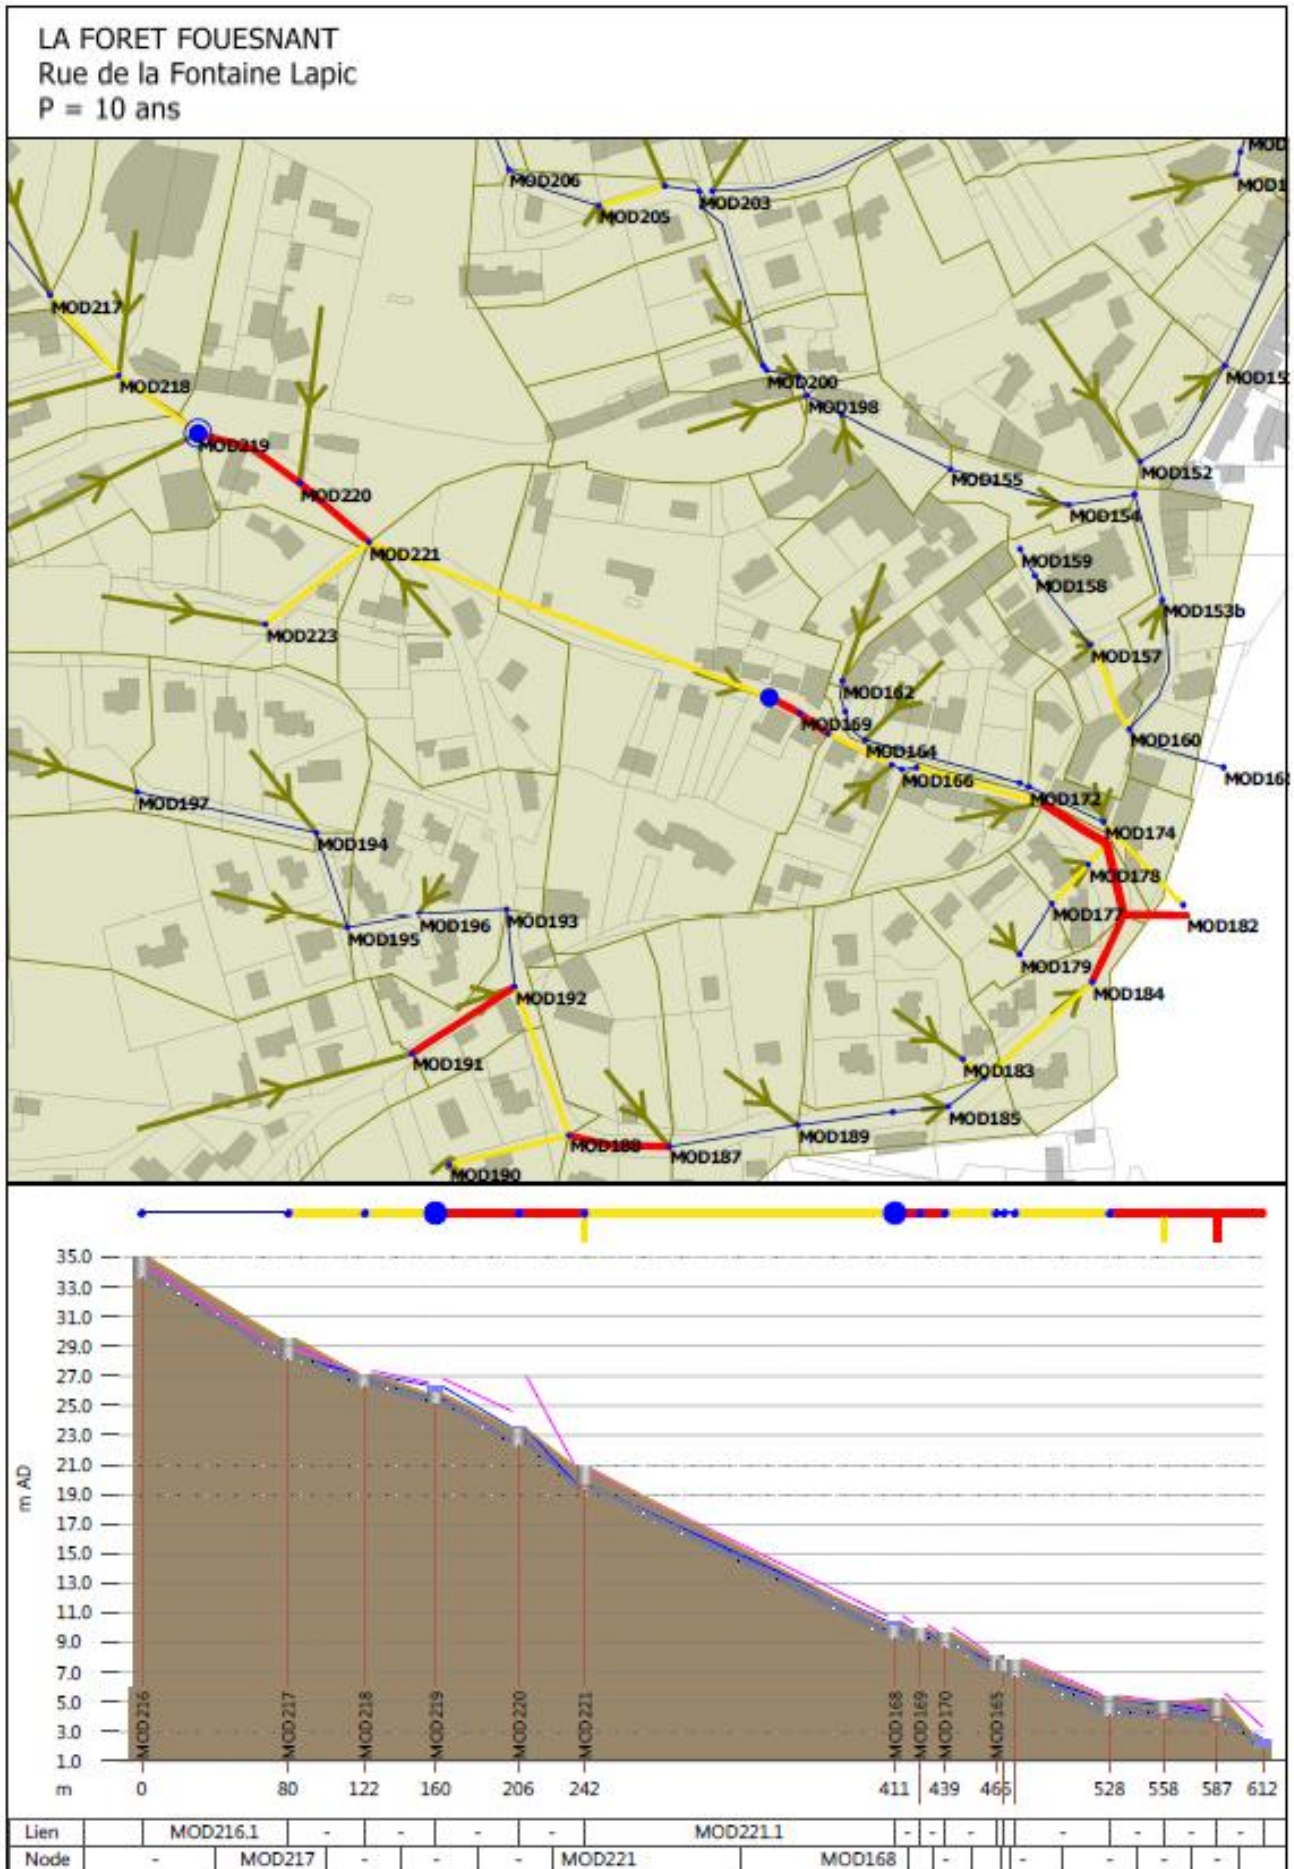 LA FORET FOUESNANT
Rue de la Fontaine Lapic
P = 10 ans
MOD206
MOD205
MOD203
MOD217
MOD218
MOD200
MOD198
MOD219
MOD220
MOD155
MOD152
MOD154
MOD221
MOD159
MOD158
MOD153b
MOD223
MOD157
MOD162
MOD169
MOD160
MOD164
MOD166
MOD197
MOD172
MOD194
MOD174
MOD178
MOD196
MOD193
MOD177
MOD195
MOD182
MOD179
MOD192
MOD184
MOD191
MOD183
MOD185
MOD188
MOD187
MOD189
MOD190
35.0
33.0
31.0
29.0
27.0
25.0
23.0
21.0
19.0
17.0
15.0
13.0
11.0
9.0
7.0
5.0
3.0
1.0
m AD
MOD216 MOD217 MOD218 MOD219 MOD220 MOD221 MOD168 MOD169 MOD170 MOD165
m 0 80 122 160 206 242 411 439 466 528 558 587 612
Lien MOD216.1 - - - - - MOD221.1 - - - - - - -
Node - MOD217 - - - - MOD221 MOD168 - - - - - -